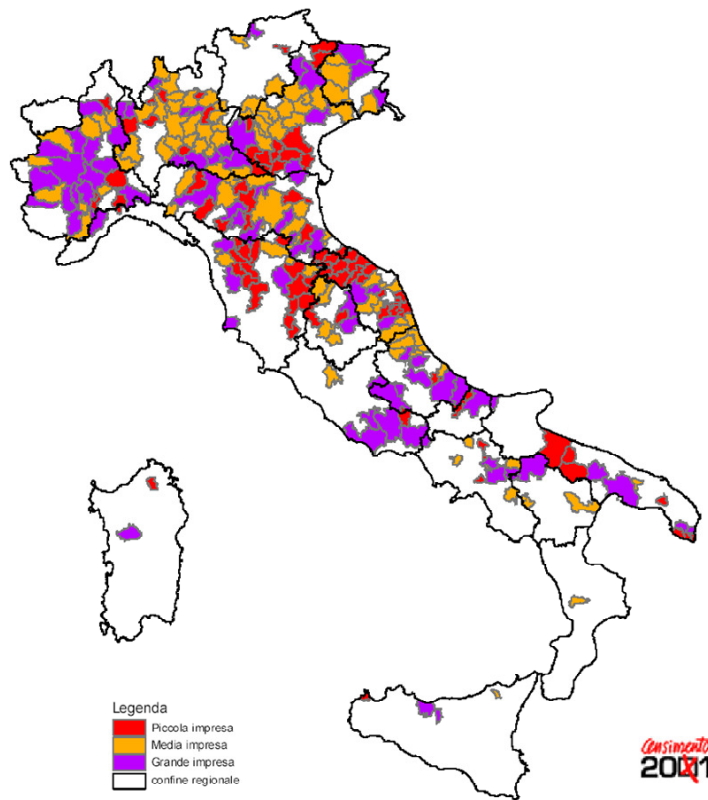 Legenda
Piccola impresa
Media impresa
Grande impresa
confine regionale
Censimento
2001